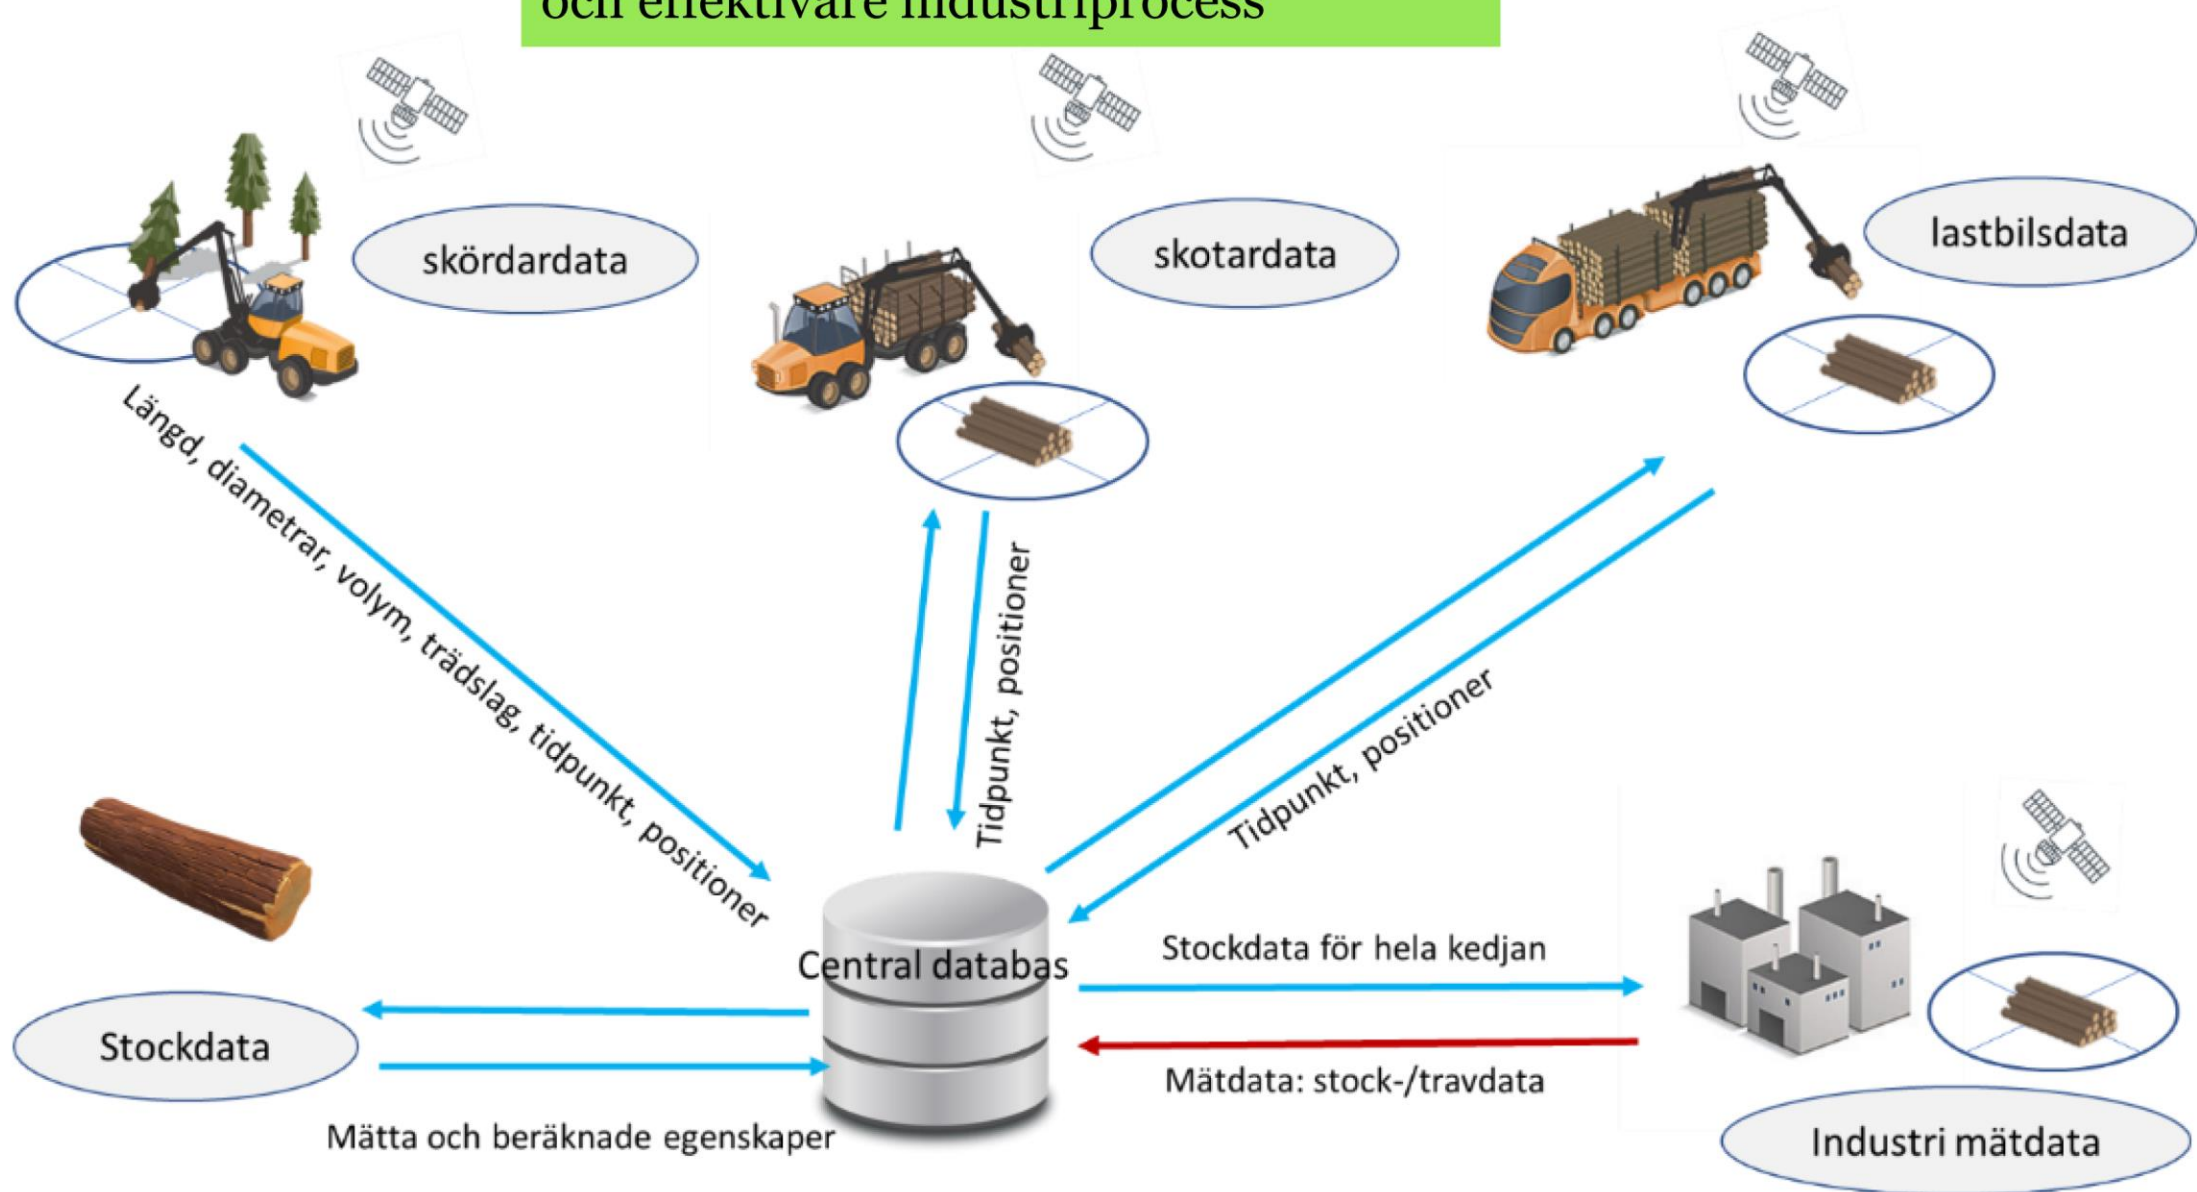 och effektivare industriprocess
skördardata
skotardata
lastbilsdata
Längd, diametrar, volym, trädslag, tidpunkt, positioner
Tidpunkt, positioner
Tidpunkt, positioner
Central databas
Stockdata för hela kedjan
Mätdata: stock-/travdata
Stockdata
Mätta och beräknade egenskaper
Industri mätdata